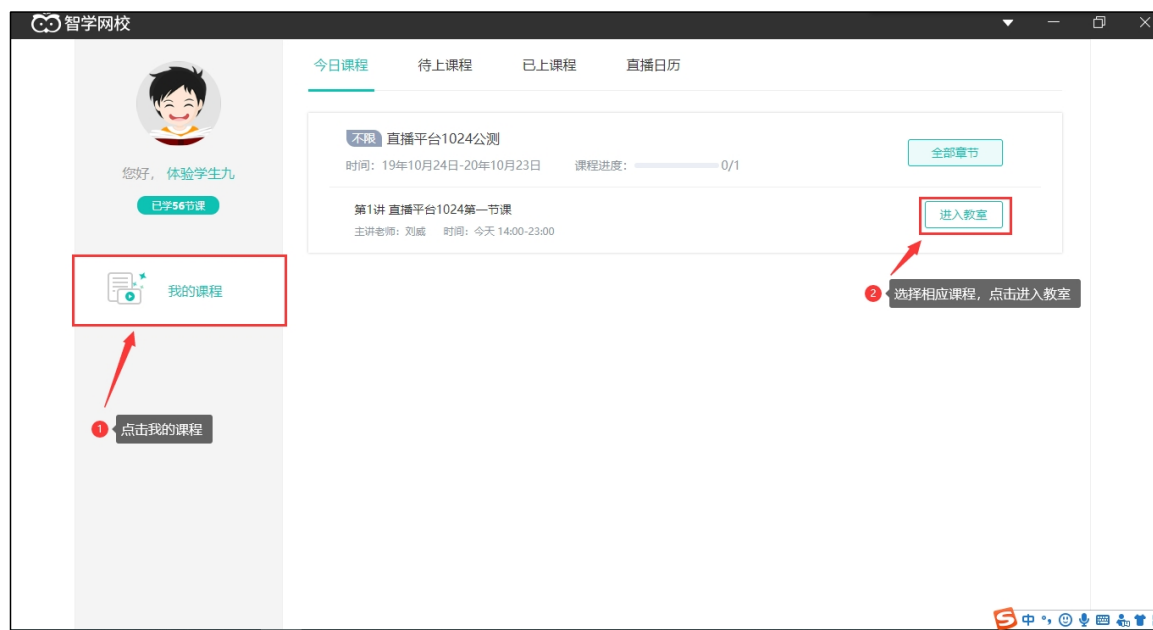 智学网校
今日课程 待上课程 已上课程 直播日历
不限 直播平台1024公测
时间：19年10月24日-20年10月23日 课程进度： 0/1
全部章节
您好， 体验学生九
已学56节课
第1讲 直播平台1024第一节课
主讲老师：刘威 时间：今天 14:00-23:00
进入教室
我的课程
2 选择相应课程，点击进入教室
1 点击我的课程
中